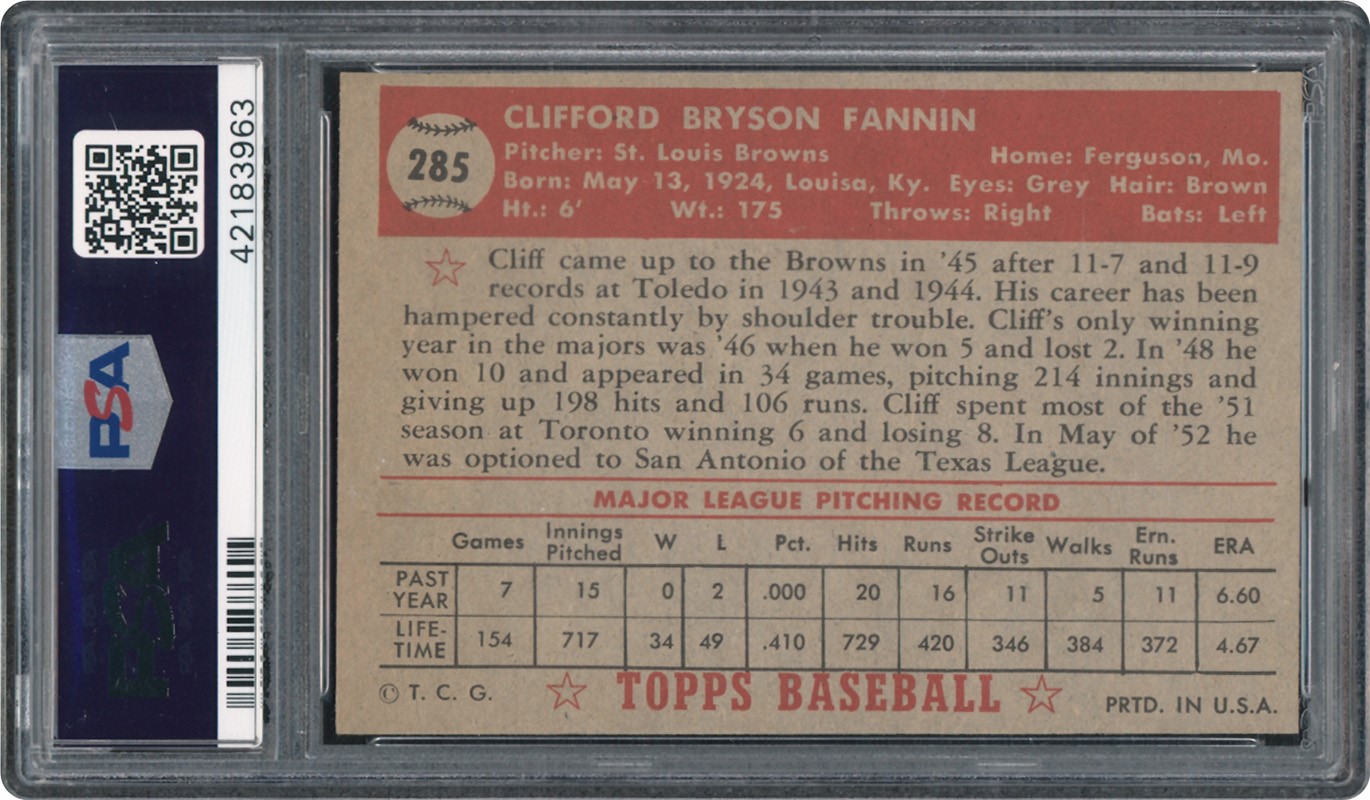 42183963
PSA
PSA
285
CLIFFORD BRYSON FANNIN
Pitcher: St. Louis Browns Home: Ferguson, Mo.
Born: May 13, 1924, Louisa, Ky. Eyes: Grey Hair: Brown
Ht.: 6' Wt.: 175 Throws: Right Bats: Left
Cliff came up to the Browns in '45 after 11-7 and 11-9
records at Toledo in 1943 and 1944. His career has been
hampered constantly by shoulder trouble. Cliff's only winning
year in the majors was '46 when he won 5 and lost 2. In '48 he
won 10 and appeared in 34 games, pitching 214 innings and
giving up 198 hits and 106 runs. Cliff spent most of the '51
season at Toronto winning 6 and losing 8. In May of '52 he
was optioned to San Antonio of the Texas League.
MAJOR LEAGUE PITCHING RECORD
Games Innings Pitched W L Pct. Hits Runs Strike Outs Walks Ern. Runs ERA
PAST YEAR 7 15 0 2 .000 20 16 11 5 11 6.60
LIFE-TIME 154 717 34 49 .410 729 420 346 384 372 4.67
© T. C. G. TOPPS BASEBALL PRTD. IN U.S.A.